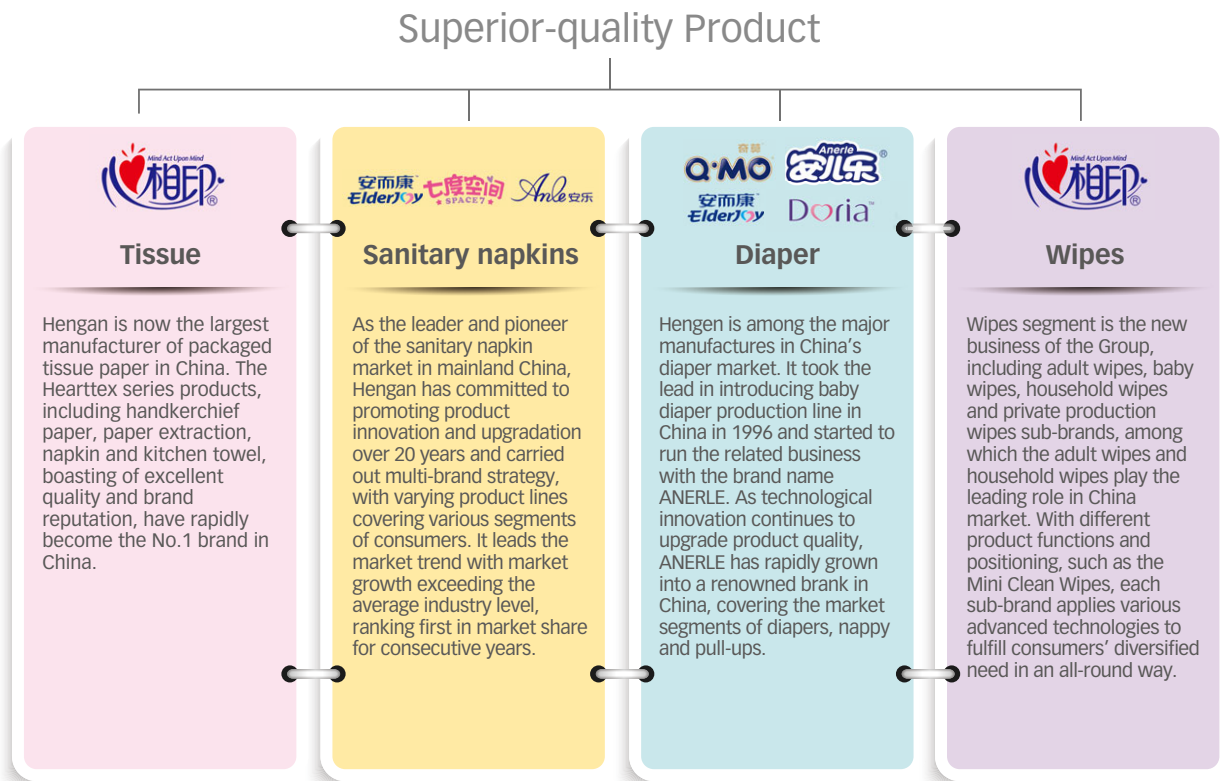 Superior-quality Product
Mind Act Upon Mind
心相印®
Tissue
Hengan is now the largest
manufacturer of packaged
tissue paper in China. The
Hearttex series products,
including handkerchief
paper, paper extraction,
napkin and kitchen towel,
boasting of excellent
quality and brand
reputation, have rapidly
become the No.1 brand in
China.
安而康™
ElderJoy
七度空间
SPACE7
Anle 安乐
Sanitary napkins
As the leader and pioneer
of the sanitary napkin
market in mainland China,
Hengan has committed to
promoting product
innovation and upgradation
over 20 years and carried
out multi-brand strategy,
with varying product lines
covering various segments
of consumers. It leads the
market trend with market
growth exceeding the
average industry level,
ranking first in market share
for consecutive years.
奇莫™
Q·MO
Anerle
安儿乐®
安而康™
ElderJoy
Doria™
Diaper
Hengen is among the major
manufactures in China's
diaper market. It took the
lead in introducing baby
diaper production line in
China in 1996 and started to
run the related business
with the brand name
ANERLE. As technological
innovation continues to
upgrade product quality,
ANERLE has rapidly grown
into a renowned brank in
China, covering the market
segments of diapers, nappy
and pull-ups.
Mind Act Upon Mind
心相印®
Wipes
Wipes segment is the new
business of the Group,
including adult wipes, baby
wipes, household wipes
and private production
wipes sub-brands, among
which the adult wipes and
household wipes play the
leading role in China
market. With different
product functions and
positioning, such as the
Mini Clean Wipes, each
sub-brand applies various
advanced technologies to
fulfill consumers' diversified
need in an all-round way.